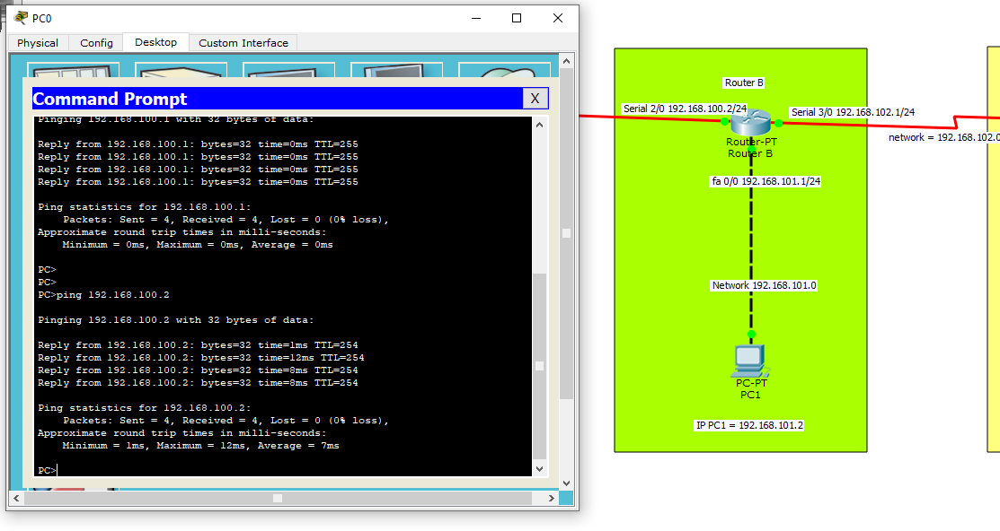 PC0
Physical Config Desktop Custom Interface
Command Prompt
X
Pinging 192.168.100.1 with 32 bytes of data:
Reply from 192.168.100.1: bytes=32 time=0ms TTL=255
Reply from 192.168.100.1: bytes=32 time=0ms TTL=255
Reply from 192.168.100.1: bytes=32 time=0ms TTL=255
Reply from 192.168.100.1: bytes=32 time=0ms TTL=255
Ping statistics for 192.168.100.1:
Packets: Sent = 4, Received = 4, Lost = 0 (0% loss),
Approximate round trip times in milli-seconds:
Minimum = 0ms, Maximum = 0ms, Average = 0ms
PC>
PC>
PC>ping 192.168.100.2
Pinging 192.168.100.2 with 32 bytes of data:
Reply from 192.168.100.2: bytes=32 time=1ms TTL=254
Reply from 192.168.100.2: bytes=32 time=12ms TTL=254
Reply from 192.168.100.2: bytes=32 time=8ms TTL=254
Reply from 192.168.100.2: bytes=32 time=8ms TTL=254
Ping statistics for 192.168.100.2:
Packets: Sent = 4, Received = 4, Lost = 0 (0% loss),
Approximate round trip times in milli-seconds:
Minimum = 1ms, Maximum = 12ms, Average = 7ms
PC>
Router B
Serial 2/0 192.168.100.2/24
Serial 3/0 192.168.102.1/24
network = 192.168.102.0
Router-PT
Router B
fa 0/0 192.168.101.1/24
Network 192.168.101.0
PC-PT
PC1
IP PC1 = 192.168.101.2